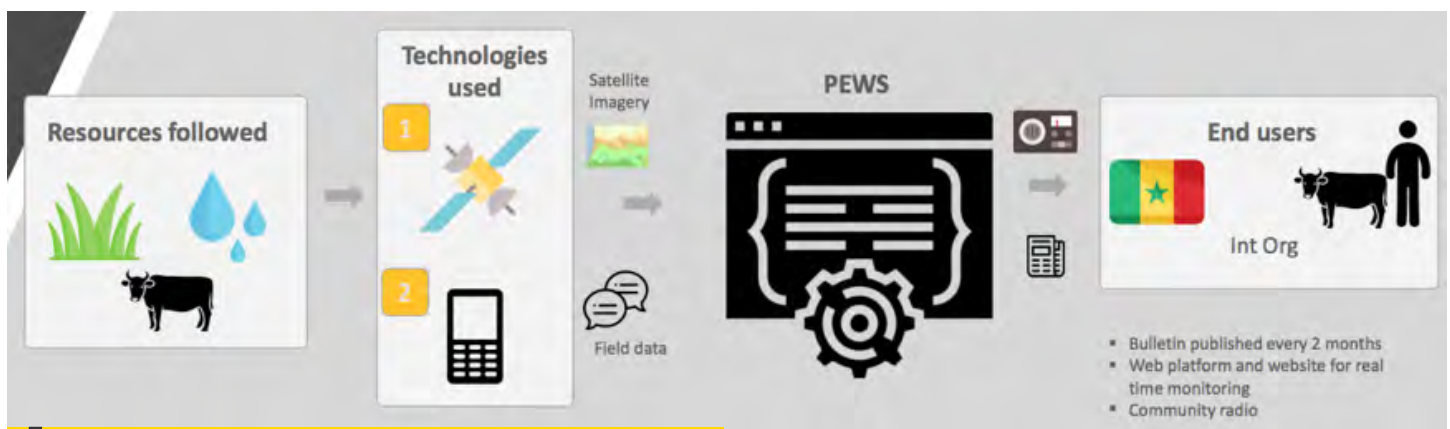 Resources followed
Technologies
used
1
2
Satellite
Imagery
Field data
PEWS
End users
Int Org
▪ Bulletin published every 2 months
▪ Web platform and website for real
time monitoring
▪ Community radio